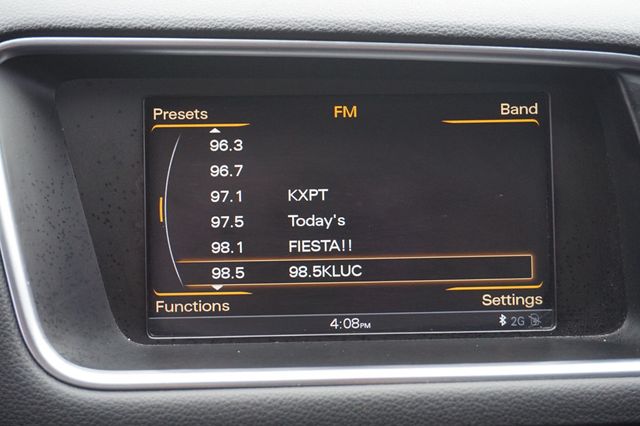 Presets FM Band
96.3
96.7
97.1 KXPT
97.5 Today's
98.1 FIESTA!!
98.5 98.5KLUC
Functions Settings
4:08PM 2G